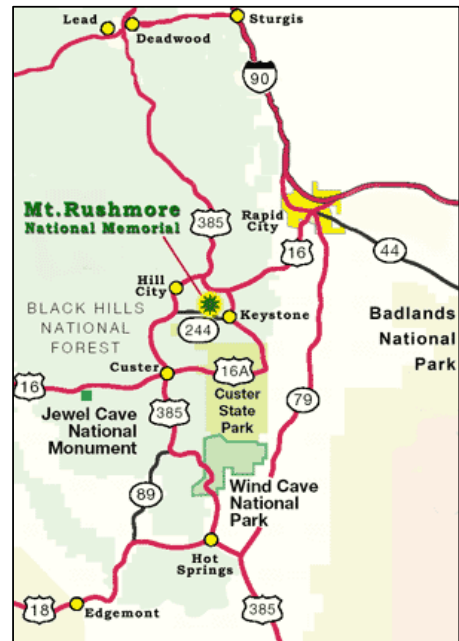 Lead
Deadwood
Sturgis
90
Mt.Rushmore
National Memorial
385
Rapid
City
16
44
Hill
City
BLACK HILLS
NATIONAL
FOREST
244
Keystone
Badlands
National
Park
Custer
16A
16
Custer
State
Park
79
Jewel Cave
National
Monument
385
89
Wind Cave
National
Park
Hot
Springs
18
Edgemont
385